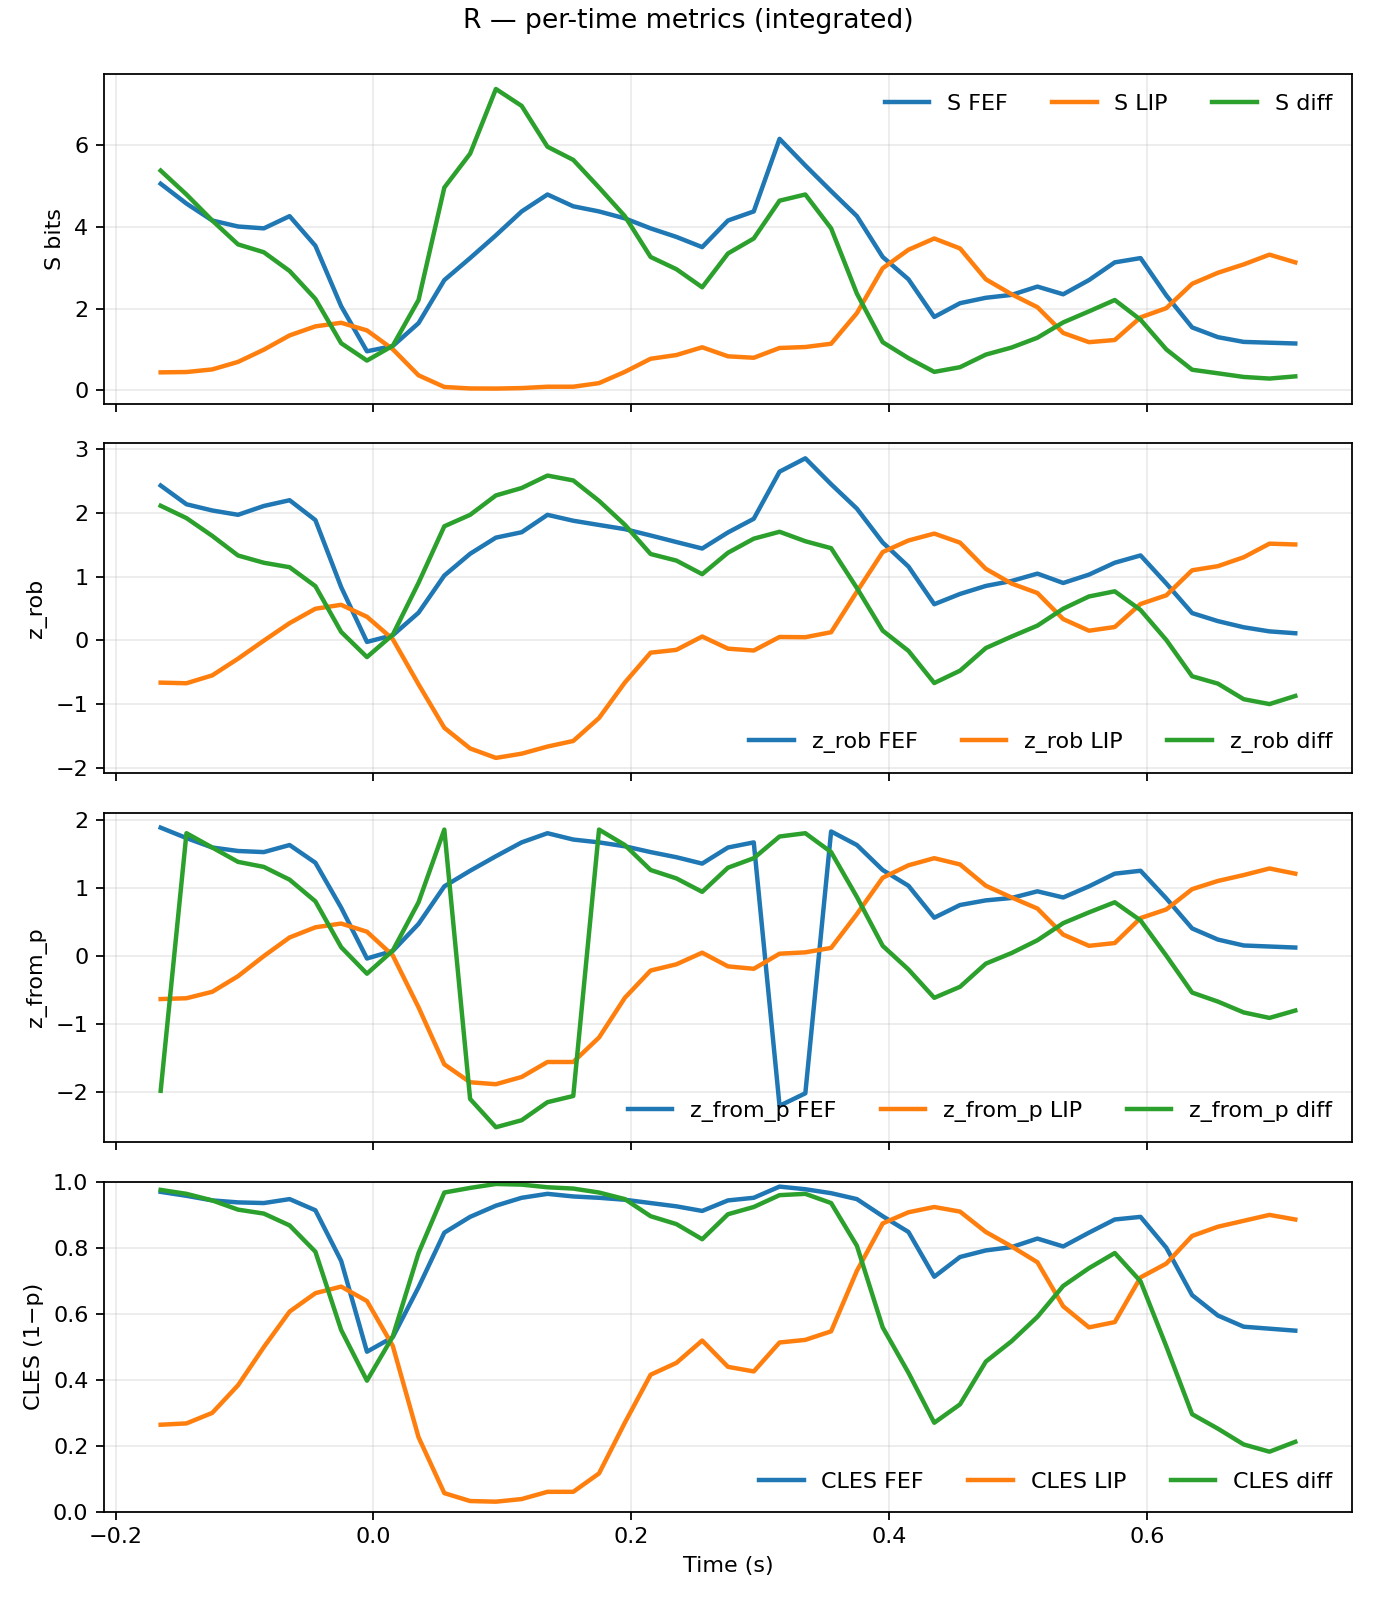 R — per-time metrics (integrated)
S FEF S LIP S diff
S bits
6
4
2
0
3
2
1
0
−1
−2
z_rob
z_rob FEF z_rob LIP z_rob diff
2
1
0
−1
−2
z_from_p
z_from_p FEF z_from_p LIP z_from_p diff
1.0
0.8
0.6
0.4
0.2
0.0
CLES (1−p)
CLES FEF CLES LIP CLES diff
−0.2 0.0 0.2 0.4 0.6
Time (s)